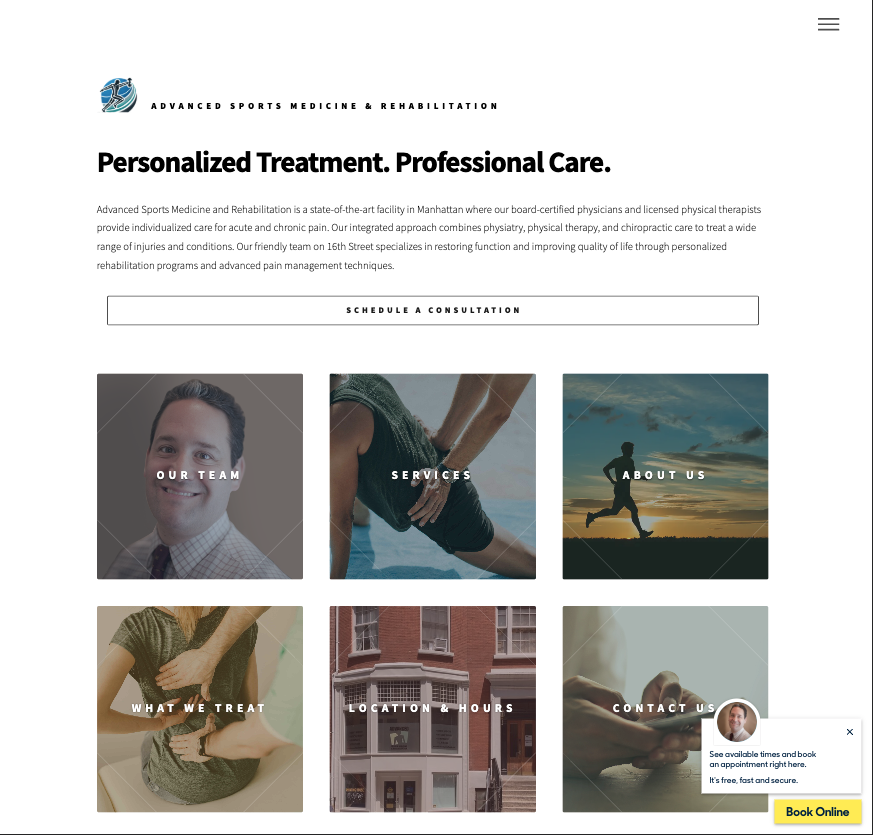 ADVANCED SPORTS MEDICINE & REHABILITATION
Personalized Treatment. Professional Care.
Advanced Sports Medicine and Rehabilitation is a state-of-the-art facility in Manhattan where our board-certified physicians and licensed physical therapists
provide individualized care for acute and chronic pain. Our integrated approach combines physiatry, physical therapy, and chiropractic care to treat a wide
range of injuries and conditions. Our friendly team on 16th Street specializes in restoring function and improving quality of life through personalized
rehabilitation programs and advanced pain management techniques.
SCHEDULE A CONSULTATION
OUR TEAM
SERVICES
ABOUT US
WHAT WE TREAT
LOCATION & HOURS
CONTACT US
See available times and book
an appointment right here.
It's free, fast and secure.
Book Online